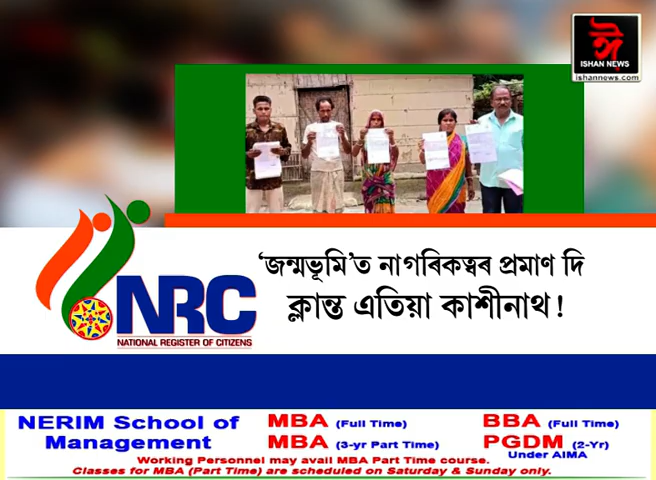 ঈ
ISHAN NEWS
ishannews.com
'জন্মভূমি'ত নাগৰিকত্বৰ প্ৰমাণ দি
ক্লান্ত এতিয়া কাশীনাথ!
NRC
NATIONAL REGISTER OF CITIZENS
NERIM School of
Management
MBA (Full Time)
MBA (3-yr Part Time)
BBA (Full Time)
PGDM (2-Yr)
Under AIMA
Working Personnel may avail MBA Part Time course.
Classes for MBA (Part Time) are scheduled on Saturday & Sunday only.